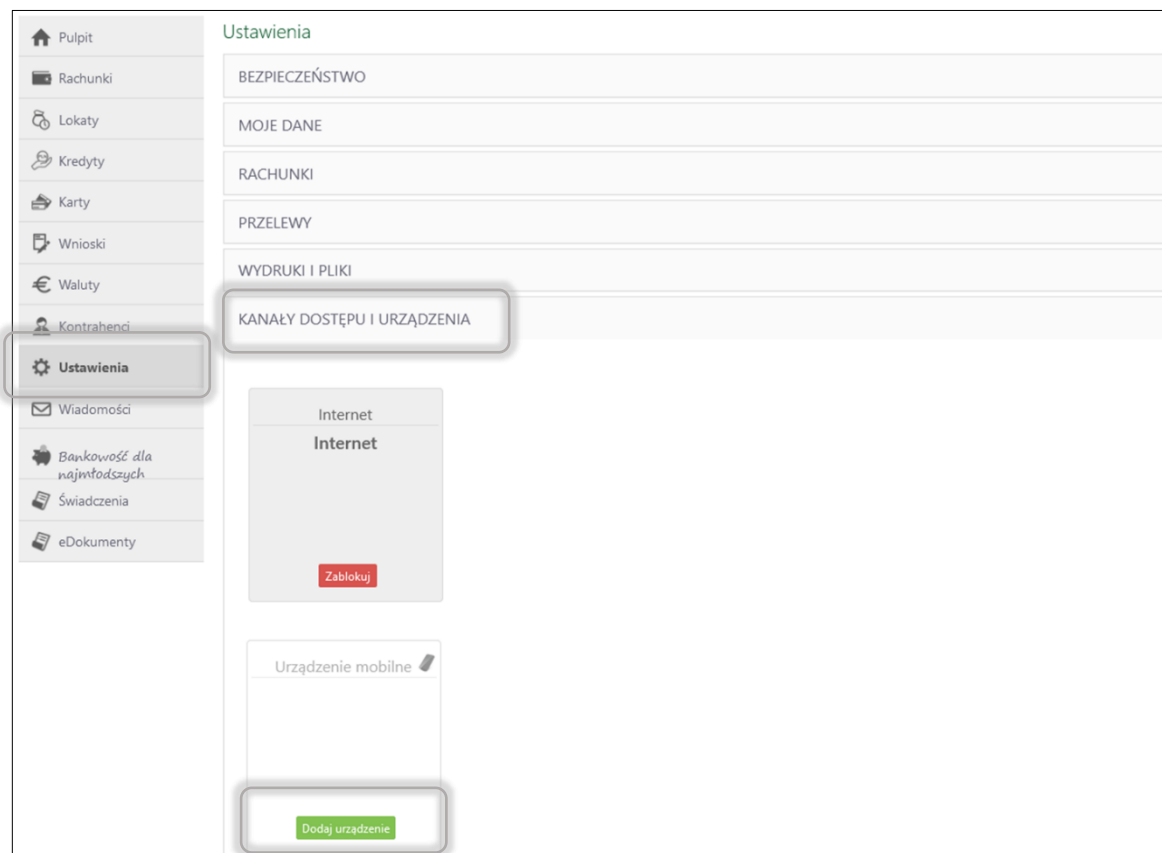 Pulpit
Rachunki
Lokaty
Kredyty
Karty
Wnioski
Waluty
Kontrahenci
Ustawienia
Wiadomości
Bankowość dla
najmłodszych
Świadczenia
eDokumenty
Ustawienia
BEZPIECZEŃSTWO
MOJE DANE
RACHUNKI
PRZELEWY
WYDRUKI I PLIKI
KANAŁY DOSTĘPU I URZĄDZENIA
Internet
Internet
Zablokuj
Urządzenie mobilne
Dodaj urządzenie